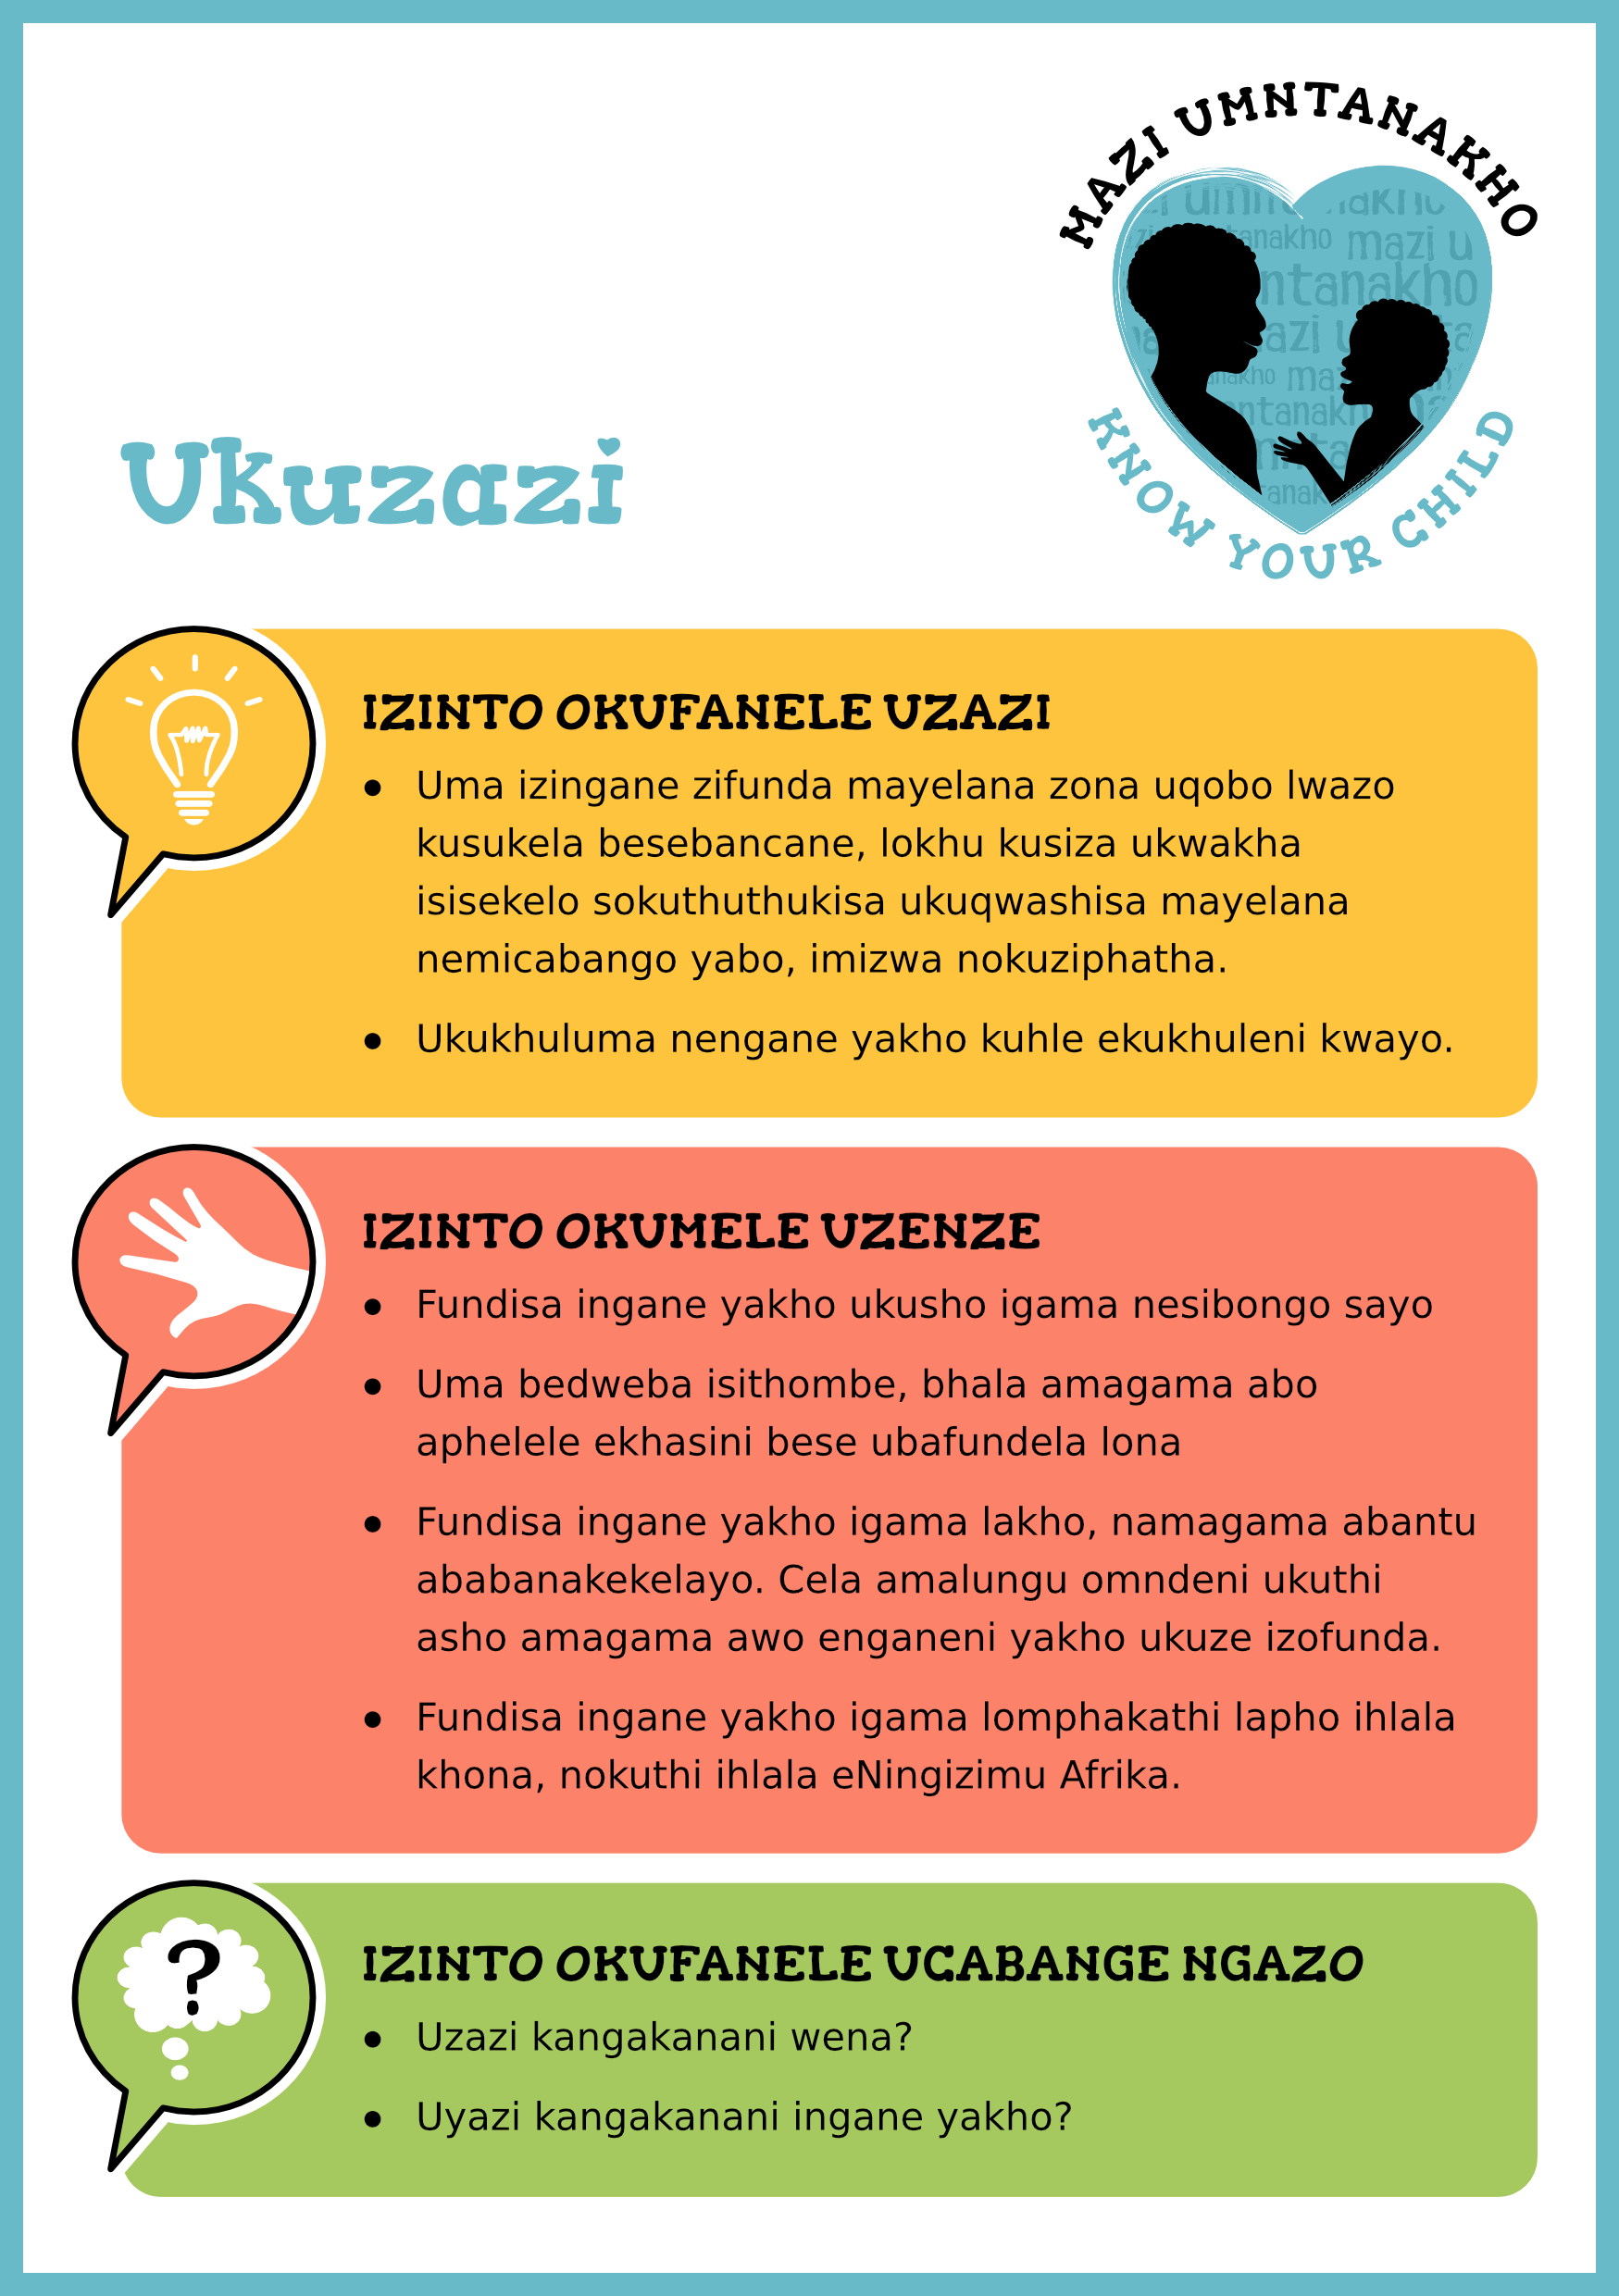 MAZI UMNTANAKHO
KNOW YOUR CHILD
Ukuzazi
IZINTO OKUFANELE UZAZI
• Uma izingane zifunda mayelana zona uqobo lwazo
kusukela besebancane, lokhu kusiza ukwakha
isisekelo sokuthuthukisa ukuqwashisa mayelana
nemicabango yabo, imizwa nokuziphatha.
• Ukukhuluma nengane yakho kuhle ekukhuleni kwayo.
IZINTO OKUMELE UZENZE
• Fundisa ingane yakho ukusho igama nesibongo sayo
• Uma bedweba isithombe, bhala amagama abo
aphelele ekhasini bese ubafundela lona
• Fundisa ingane yakho igama lakho, namagama abantu
ababanakekelayo. Cela amalungu omndeni ukuthi
asho amagama awo enganeni yakho ukuze izofunda.
• Fundisa ingane yakho igama lomphakathi lapho ihlala
khona, nokuthi ihlala eNingizimu Afrika.
?
IZINTO OKUFANELE UCABANGE NGAZO
• Uzazi kangakanani wena?
• Uyazi kangakanani ingane yakho?